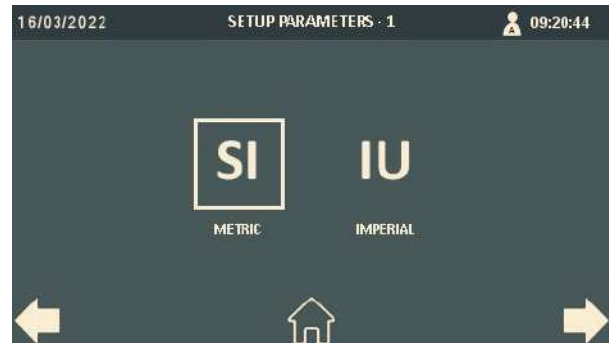 16/03/2022 SETUP PARAMETERS - 1 A 09:20:44
SI IU
METRIC IMPERIAL